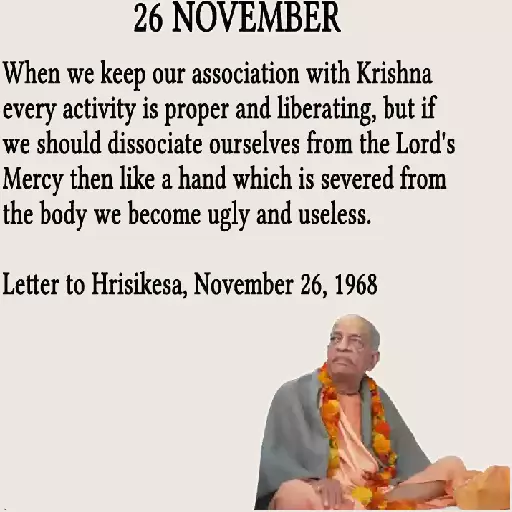 26 NOVEMBER
When we keep our association with Krishna
every activity is proper and liberating, but if
we should dissociate ourselves from the Lord's
Mercy then like a hand which is severed from
the body we become ugly and useless.
Letter to Hrisikesa, November 26, 1968